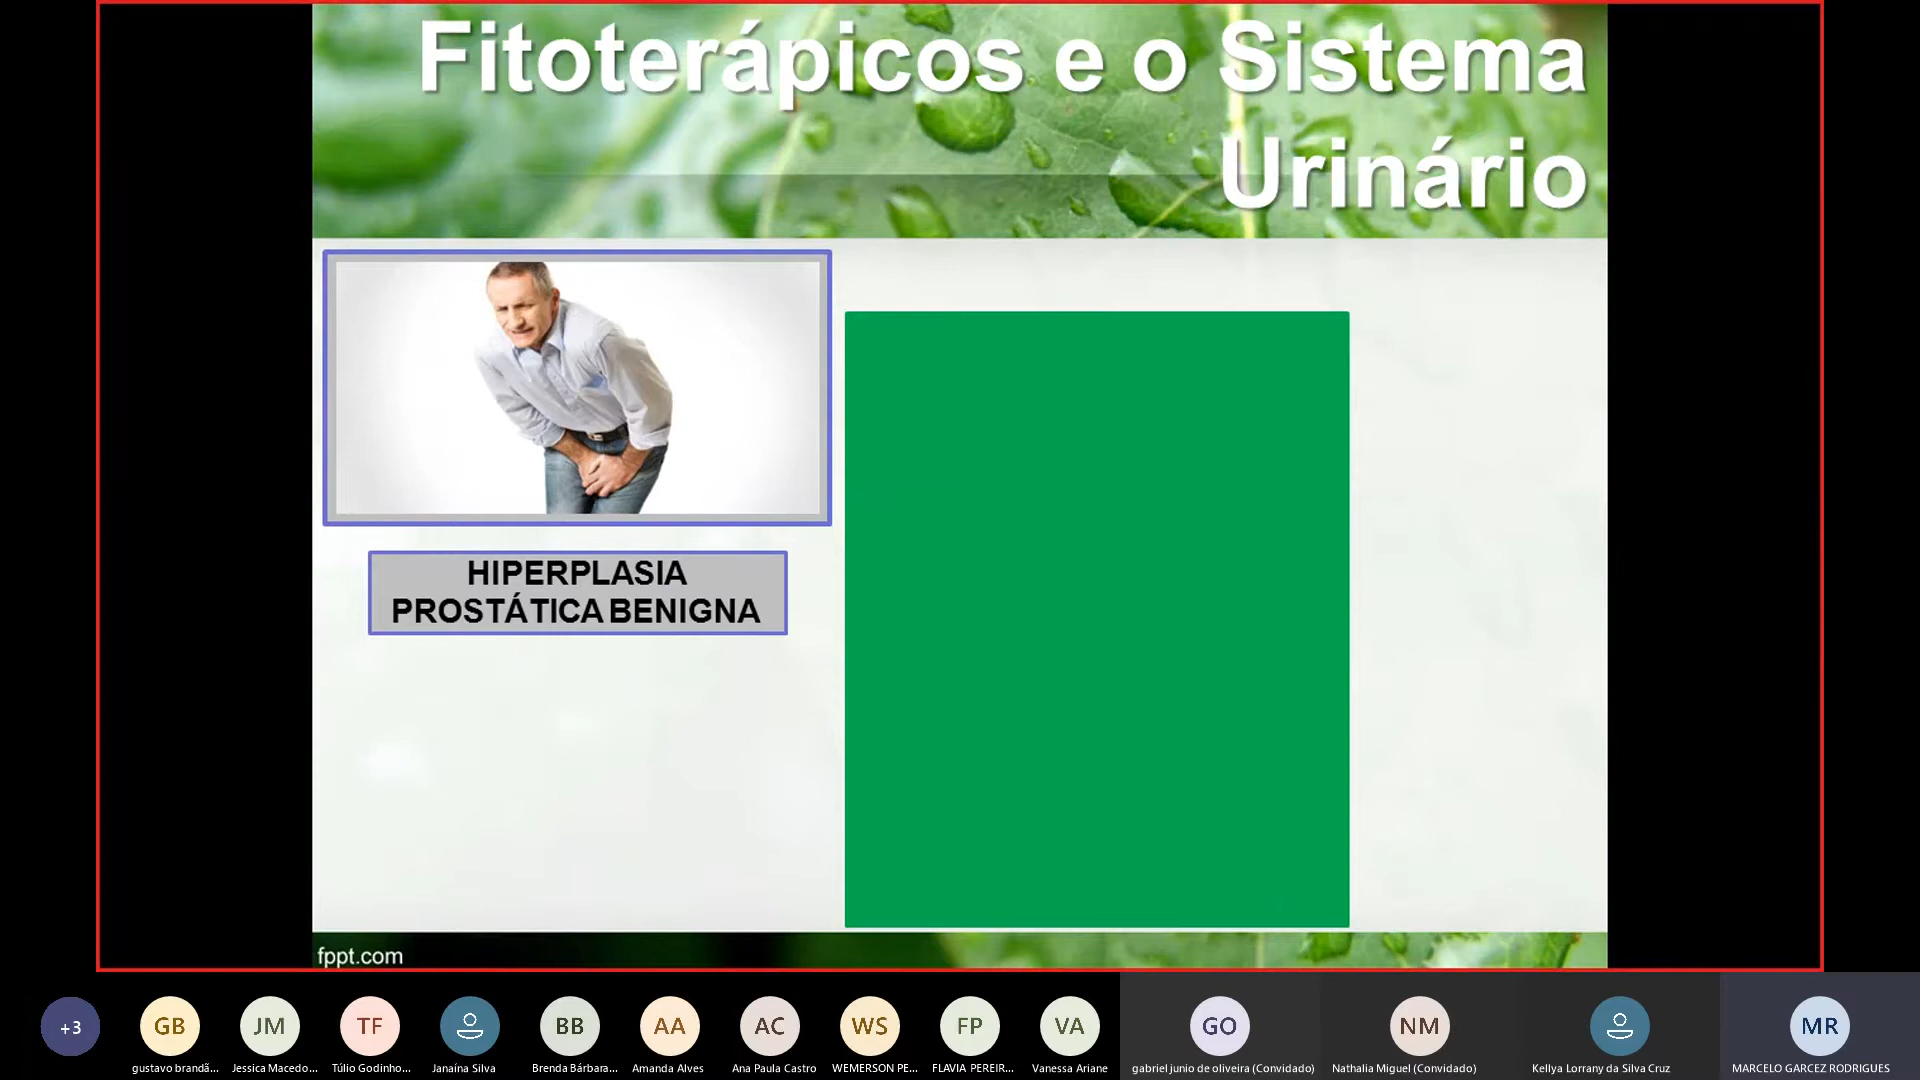 Fitoterápicos e o Sistema
Urinário
HIPERPLASIA
PROSTÁTICA BENIGNA
fppt.com
+3
GB
JM
TF
BB
AA
AC
WS
FP
VA
GO
NM
MR
gustavo brandã...
Jessica Macedo...
Túlio Godinho...
Janaína Silva
Brenda Bárbara...
Amanda Alves
Ana Paula Castro
WEMERSON PE...
FLAVIA PEREIR...
Vanessa Ariane
gabriel junio de oliveira (Convidado)
Nathalia Miguel (Convidado)
Kellya Lorrany da Silva Cruz
MARCELO GARCEZ RODRIGUES